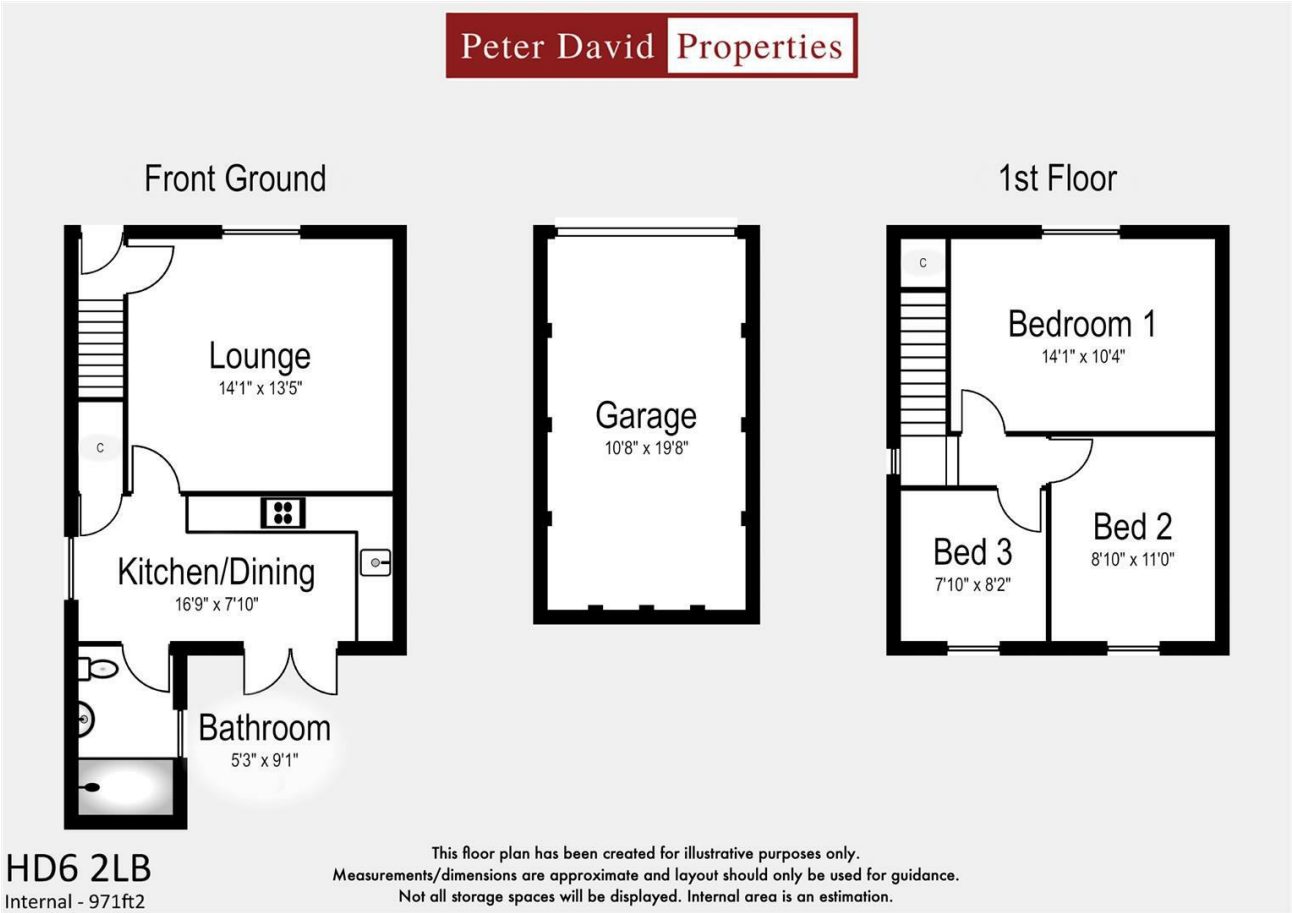 Peter David Properties
Front Ground
1st Floor
C
Bedroom 1
14'1" x 10'4"
Lounge
14'1" x 13'5"
Garage
10'8" x 19'8"
C
Bed 2
8'10" x 11'0"
Bed 3
7'10" x 8'2"
Kitchen/Dining
16'9" x 7'10"
Bathroom
5'3" x 9'1"
HD6 2LB
Internal - 971ft2
This floor plan has been created for illustrative purposes only.
Measurements/dimensions are approximate and layout should only be used for guidance.
Not all storage spaces will be displayed. Internal area is an estimation.